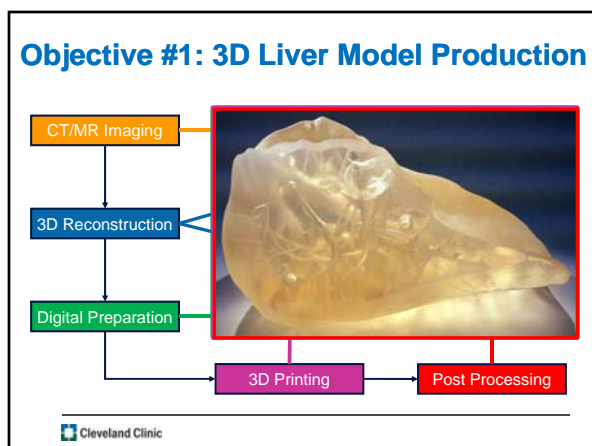 Objective #1: 3D Liver Model Production
CT/MR Imaging
3D Reconstruction
Digital Preparation
3D Printing
Post Processing
Cleveland Clinic